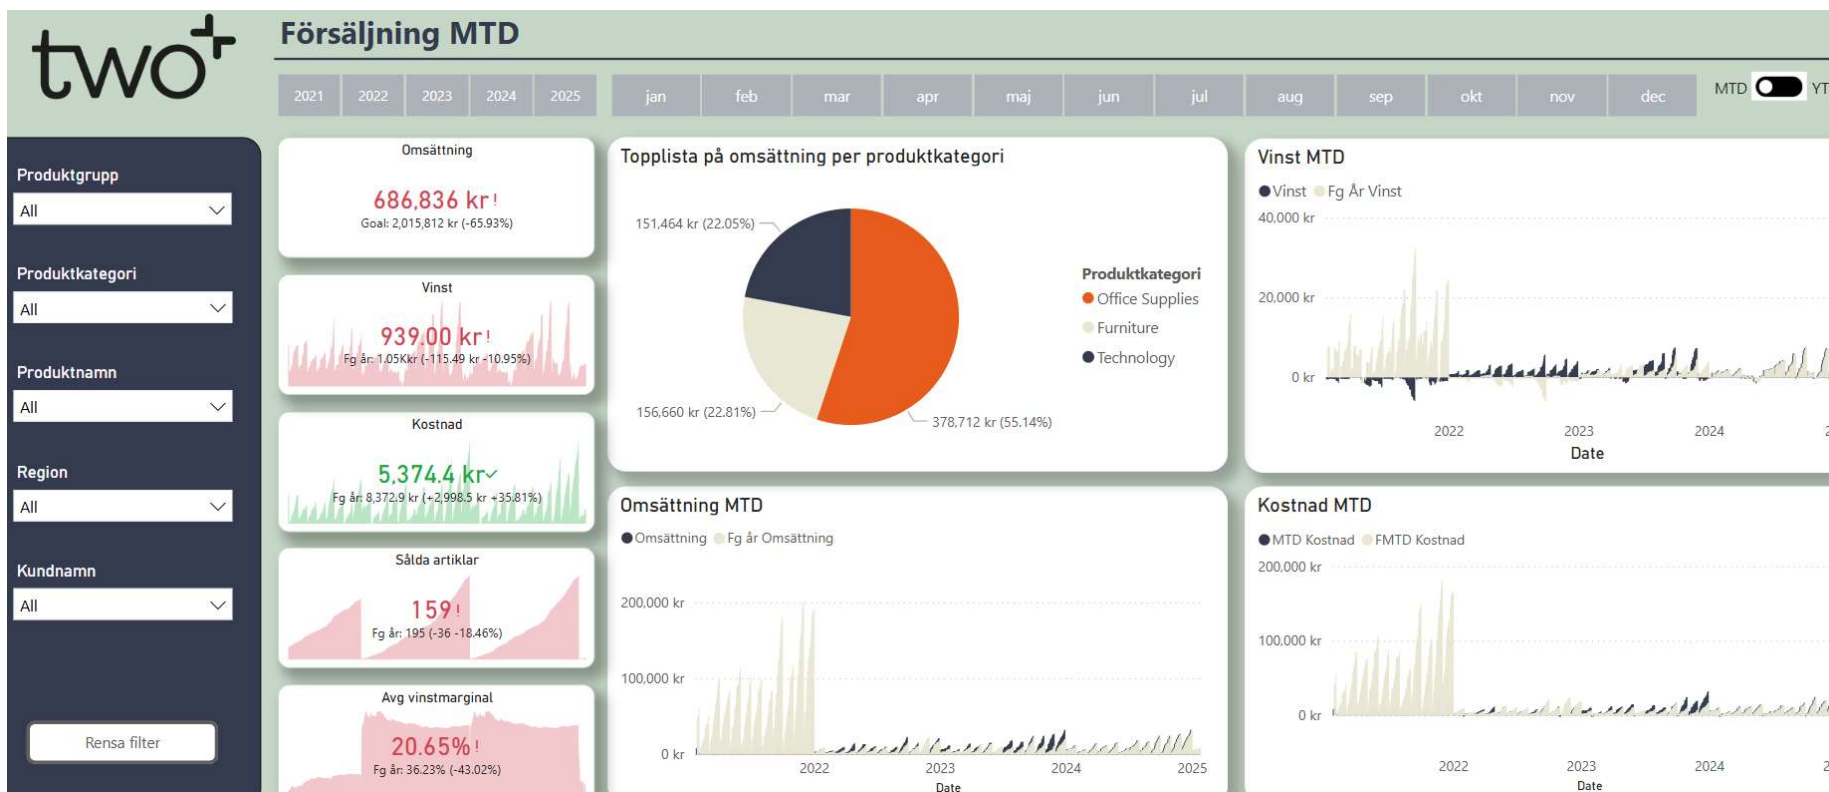 two+
Försäljning MTD
2021 2022 2023 2024 2025
jan feb mar apr maj jun jul aug sep okt nov dec
MTD YT
Produktgrupp
All
Produktkategori
All
Produktnamn
All
Region
All
Kundnamn
All
Rensa filter
Omsättning
686,836 kr!
Goal: 2,015,812 kr (-65.93%)
Vinst
939.00 kr!
Fg år: 1.05Kkr (-115.49 kr -10.95%)
Kostnad
5,374.4 kr✓
Fg år: 8,372.9 kr (+2,998.5 kr +35.81%)
Sålda artiklar
159!
Fg år: 195 (-36 -18.46%)
Avg vinstmarginal
20.65%!
Fg år: 36.23% (-43.02%)
Topplista på omsättning per produktkategori
151,464 kr (22.05%)
156,660 kr (22.81%)
378,712 kr (55.14%)
Produktkategori
Office Supplies
Furniture
Technology
Omsättning MTD
Omsättning Fg år Omsättning
200,000 kr
100,000 kr
0 kr
2022 2023 2024 2025
Date
Vinst MTD
Vinst Fg År Vinst
40,000 kr
20,000 kr
0 kr
2022 2023 2024 2
Date
Kostnad MTD
MTD Kostnad FMTD Kostnad
200,000 kr
100,000 kr
0 kr
2022 2023 2024 2
Date